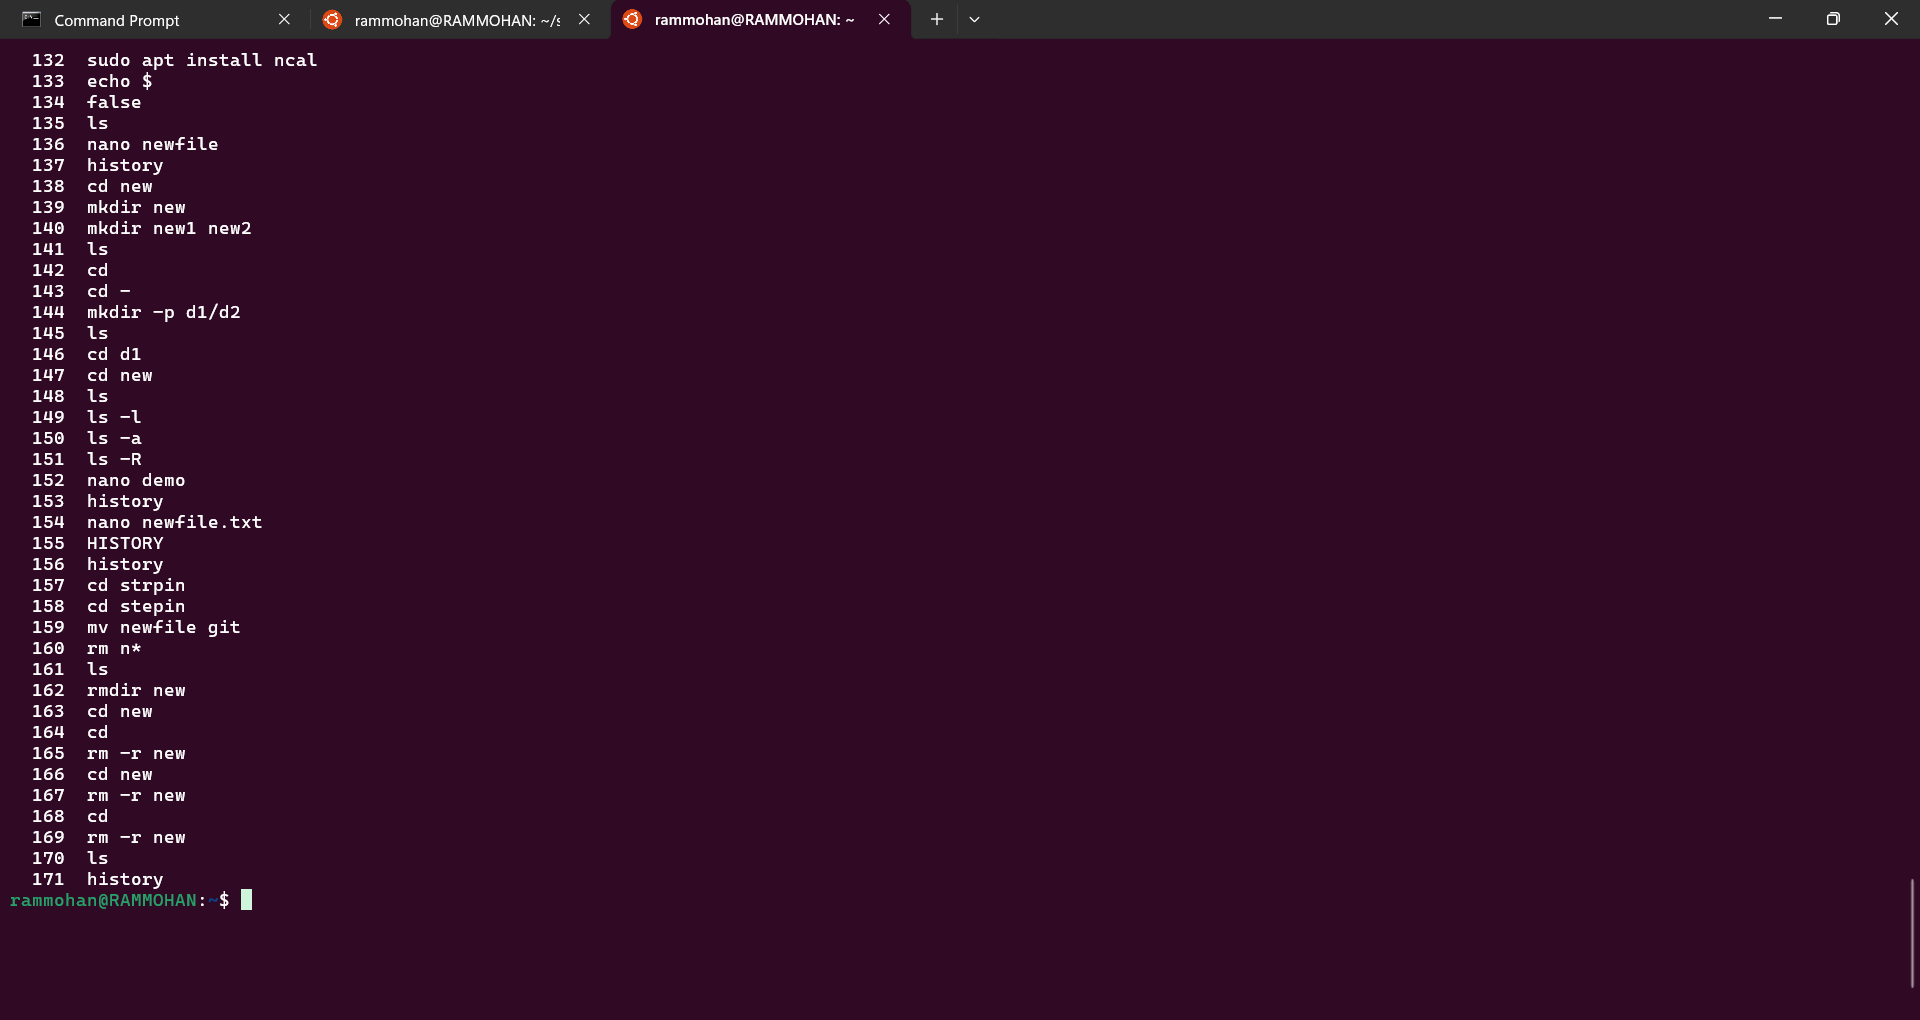 Command Prompt
rammohan@RAMMOHAN: ~/s
rammohan@RAMMOHAN: ~
132 sudo apt install ncal
133 echo $
134 false
135 ls
136 nano newfile
137 history
138 cd new
139 mkdir new
140 mkdir new1 new2
141 ls
142 cd
143 cd -
144 mkdir -p d1/d2
145 ls
146 cd d1
147 cd new
148 ls
149 ls -l
150 ls -a
151 ls -R
152 nano demo
153 history
154 nano newfile.txt
155 HISTORY
156 history
157 cd strpin
158 cd stepin
159 mv newfile git
160 rm n*
161 ls
162 rmdir new
163 cd new
164 cd
165 rm -r new
166 cd new
167 rm -r new
168 cd
169 rm -r new
170 ls
171 history
rammohan@RAMMOHAN:~$